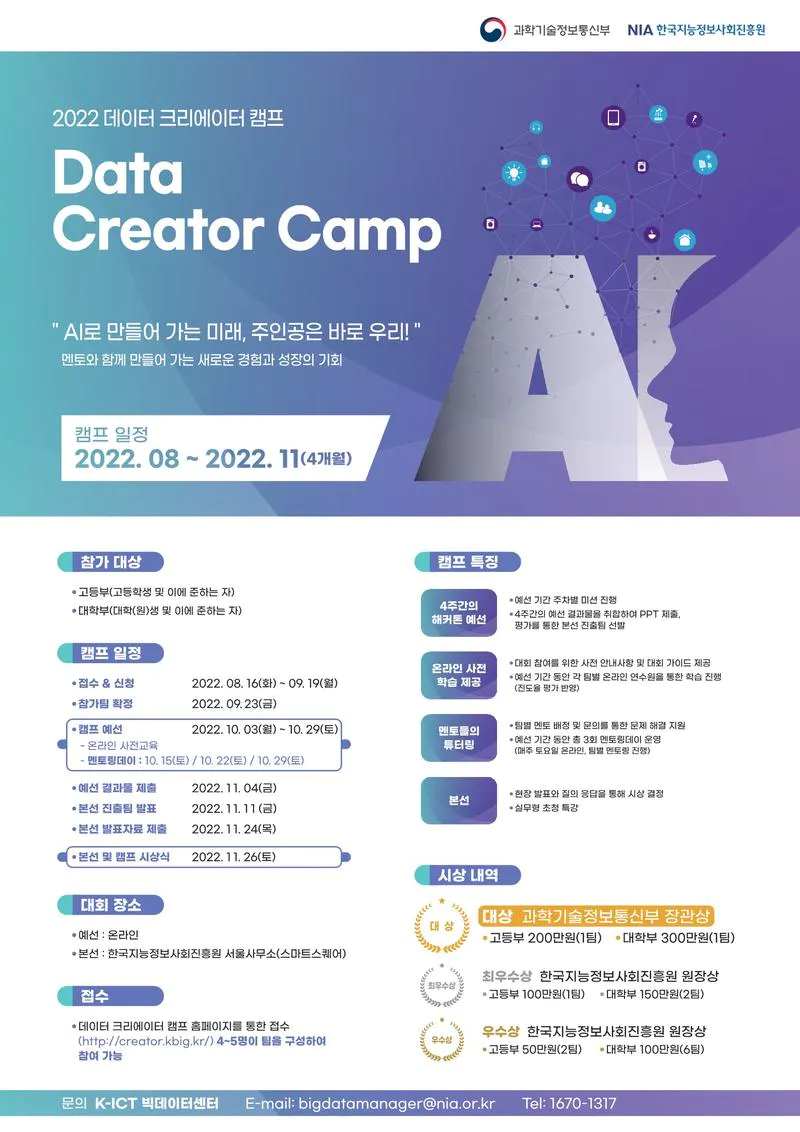 과학기술정보통신부
NIA 한국지능정보사회진흥원
2022 데이터 크리에이터 캠프
Data
Creator Camp
" AI로 만들어 가는 미래, 주인공은 바로 우리! "
멘토와 함께 만들어 가는 새로운 경험과 성장의 기회
AI
캠프 일정
2022. 08 ~ 2022. 11(4개월)
참가 대상
• 고등부(고등학생 및 이에 준하는 자)
• 대학부(대학(원)생 및 이에 준하는 자)
캠프 일정
• 접수 & 신청 2022. 08. 16(화) ~ 09. 19(월)
• 참가팀 확정 2022. 09. 23(금)
• 캠프 예선 2022. 10. 03(월) ~ 10. 29(토)
- 온라인 사전교육
- 멘토링데이 : 10. 15(토) / 10. 22(토) / 10. 29(토)
• 예선 결과물 제출 2022. 11. 04(금)
• 본선 진출팀 발표 2022. 11. 11 (금)
• 본선 발표자료 제출 2022. 11. 24(목)
• 본선 및 캠프 시상식 2022. 11. 26(토)
대회 장소
• 예선 : 온라인
• 본선 : 한국지능정보사회진흥원 서울사무소(스마트스퀘어)
접수
• 데이터 크리에이터 캠프 홈페이지를 통한 접수
(http://creator.kbig.kr/) 4~5명이 팀을 구성하여
참여 가능
캠프 특징
4주간의
해커톤 예선
• 예선 기간 주차별 미션 진행
• 4주간의 예선 결과물을 취합하여 PPT 제출,
평가를 통한 본선 진출팀 선발
온라인 사전
학습 제공
• 대회 참여를 위한 사전 안내사항 및 대회 가이드 제공
• 예선 기간 동안 각 팀별 온라인 연수원을 통한 학습 진행
(진도율 평가 반영)
멘토들의
튜터링
• 팀별 멘토 배정 및 문의를 통한 문제 해결 지원
• 예선 기간 동안 총 3회 멘토링데이 운영
(매주 토요일 온라인, 팀별 멘토링 진행)
본선
• 현장 발표와 질의 응답을 통해 시상 결정
• 실무형 초청 특강
시상 내역
대 상
대상 과학기술정보통신부 장관상
• 고등부 200만원(1팀) • 대학부 300만원(1팀)
최우수상
최우수상 한국지능정보사회진흥원 원장상
• 고등부 100만원(1팀) • 대학부 150만원(2팀)
우수상
우수상 한국지능정보사회진흥원 원장상
• 고등부 50만원(2팀) • 대학부 100만원(6팀)
문의 K-ICT 빅데이터센터 E-mail: bigdatamanager@nia.or.kr Tel: 1670-1317